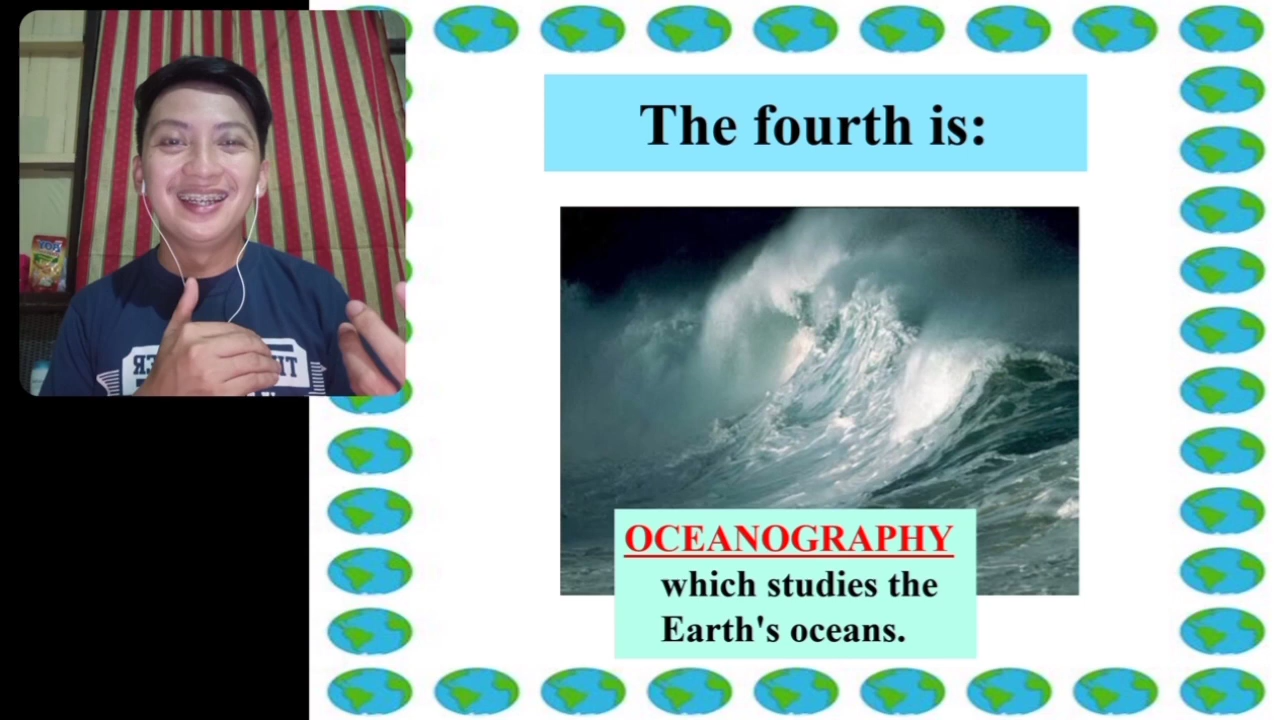 The fourth is:
OCEANOGRAPHY
which studies the
Earth's oceans.